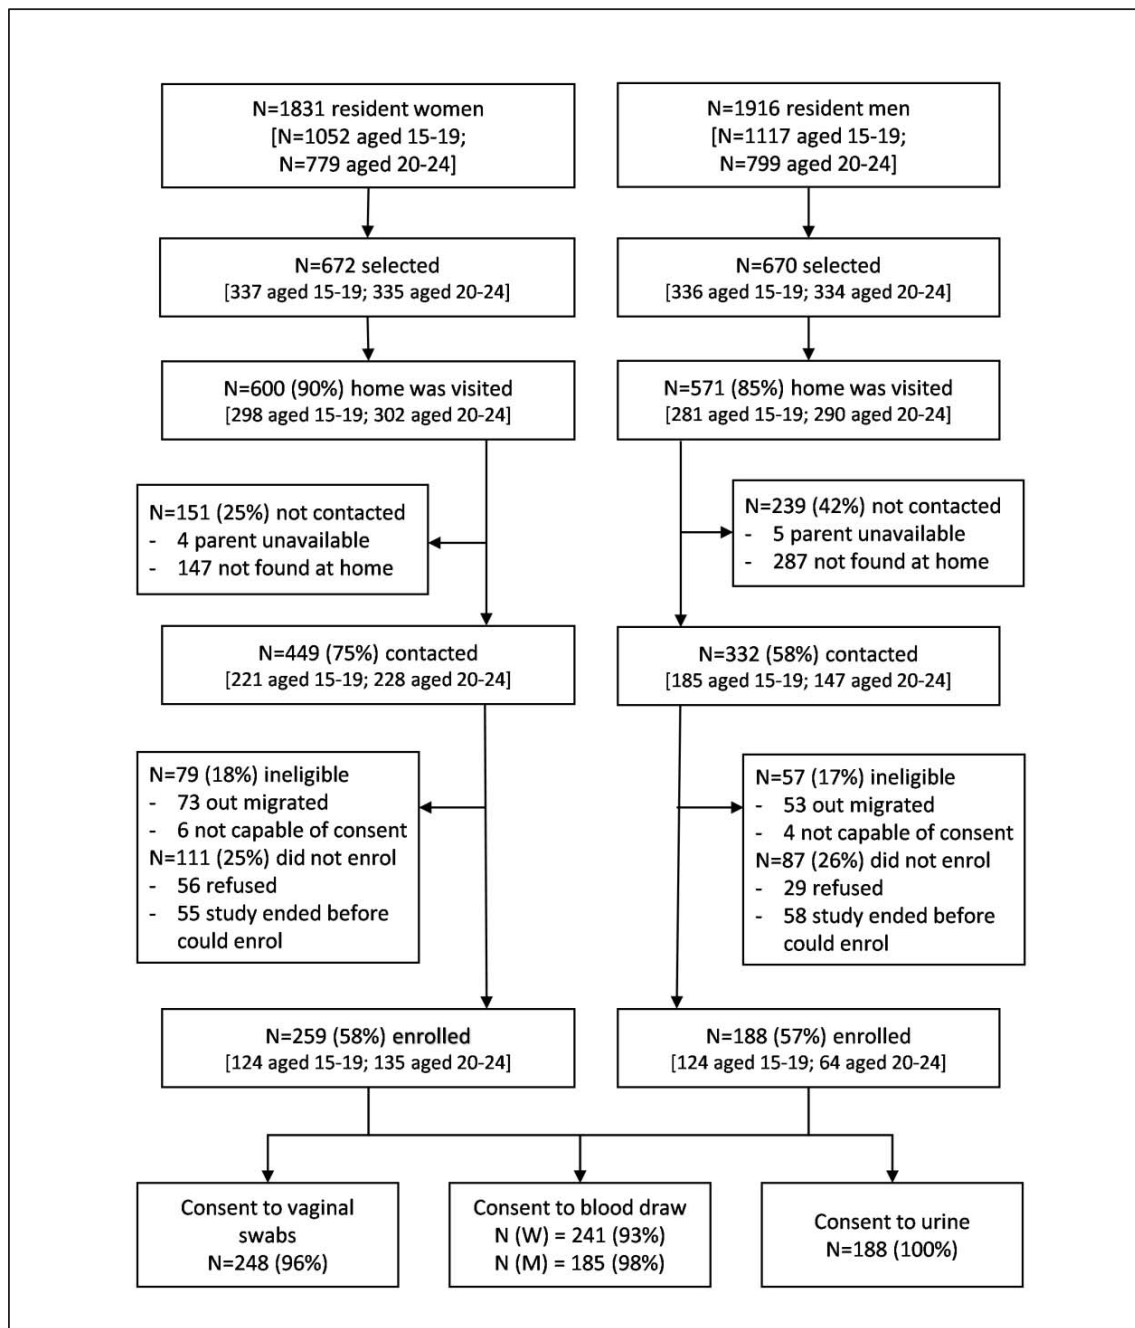 N=1831 resident women
[N=1052 aged 15-19;
N=779 aged 20-24]
N=1916 resident men
[N=1117 aged 15-19;
N=799 aged 20-24]
N=672 selected
[337 aged 15-19; 335 aged 20-24]
N=670 selected
[336 aged 15-19; 334 aged 20-24]
N=600 (90%) home was visited
[298 aged 15-19; 302 aged 20-24]
N=571 (85%) home was visited
[281 aged 15-19; 290 aged 20-24]
N=151 (25%) not contacted
- 4 parent unavailable
- 147 not found at home
N=239 (42%) not contacted
- 5 parent unavailable
- 287 not found at home
N=449 (75%) contacted
[221 aged 15-19; 228 aged 20-24]
N=332 (58%) contacted
[185 aged 15-19; 147 aged 20-24]
N=79 (18%) ineligible
- 73 out migrated
- 6 not capable of consent
N=111 (25%) did not enrol
- 56 refused
- 55 study ended before
could enrol
N=57 (17%) ineligible
- 53 out migrated
- 4 not capable of consent
N=87 (26%) did not enrol
- 29 refused
- 58 study ended before
could enrol
N=259 (58%) enrolled
[124 aged 15-19; 135 aged 20-24]
N=188 (57%) enrolled
[124 aged 15-19; 64 aged 20-24]
Consent to vaginal
swabs
N=248 (96%)
Consent to blood draw
N (W) = 241 (93%)
N (M) = 185 (98%)
Consent to urine
N=188 (100%)